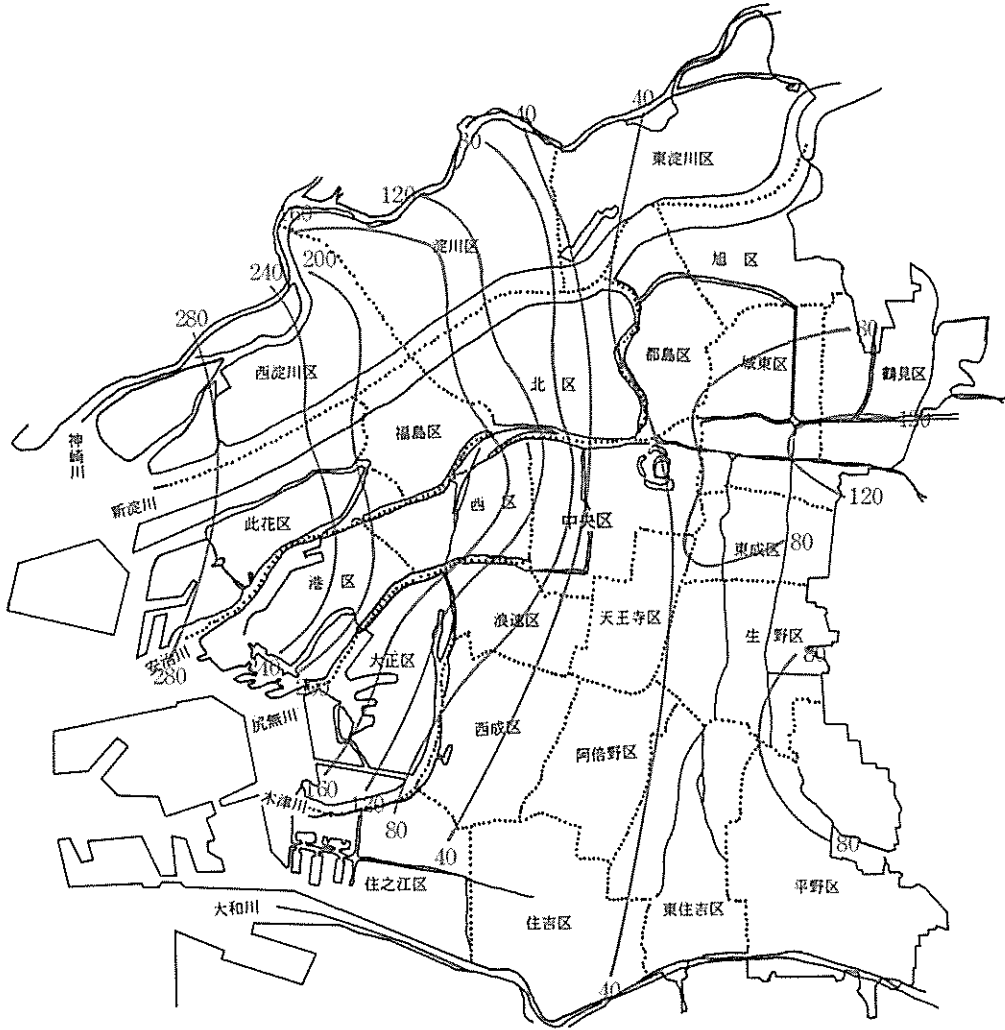 40
40
80
東淀川区
120
160
淀川区
旭 区
200
240
280
80
都島区
城東区
鶴見区
西淀川区
北 区
神崎川
福島区
120
新淀川
西 区
此花区
中央区
東成区
80
港 区
浪速区
天王寺区
生 野区
安治川
280
240
大正区
80
尻無川
西成区
阿倍野区
160
木津川
120
80
40
80
住之江区
平野区
大和川
住吉区
東住吉区
40